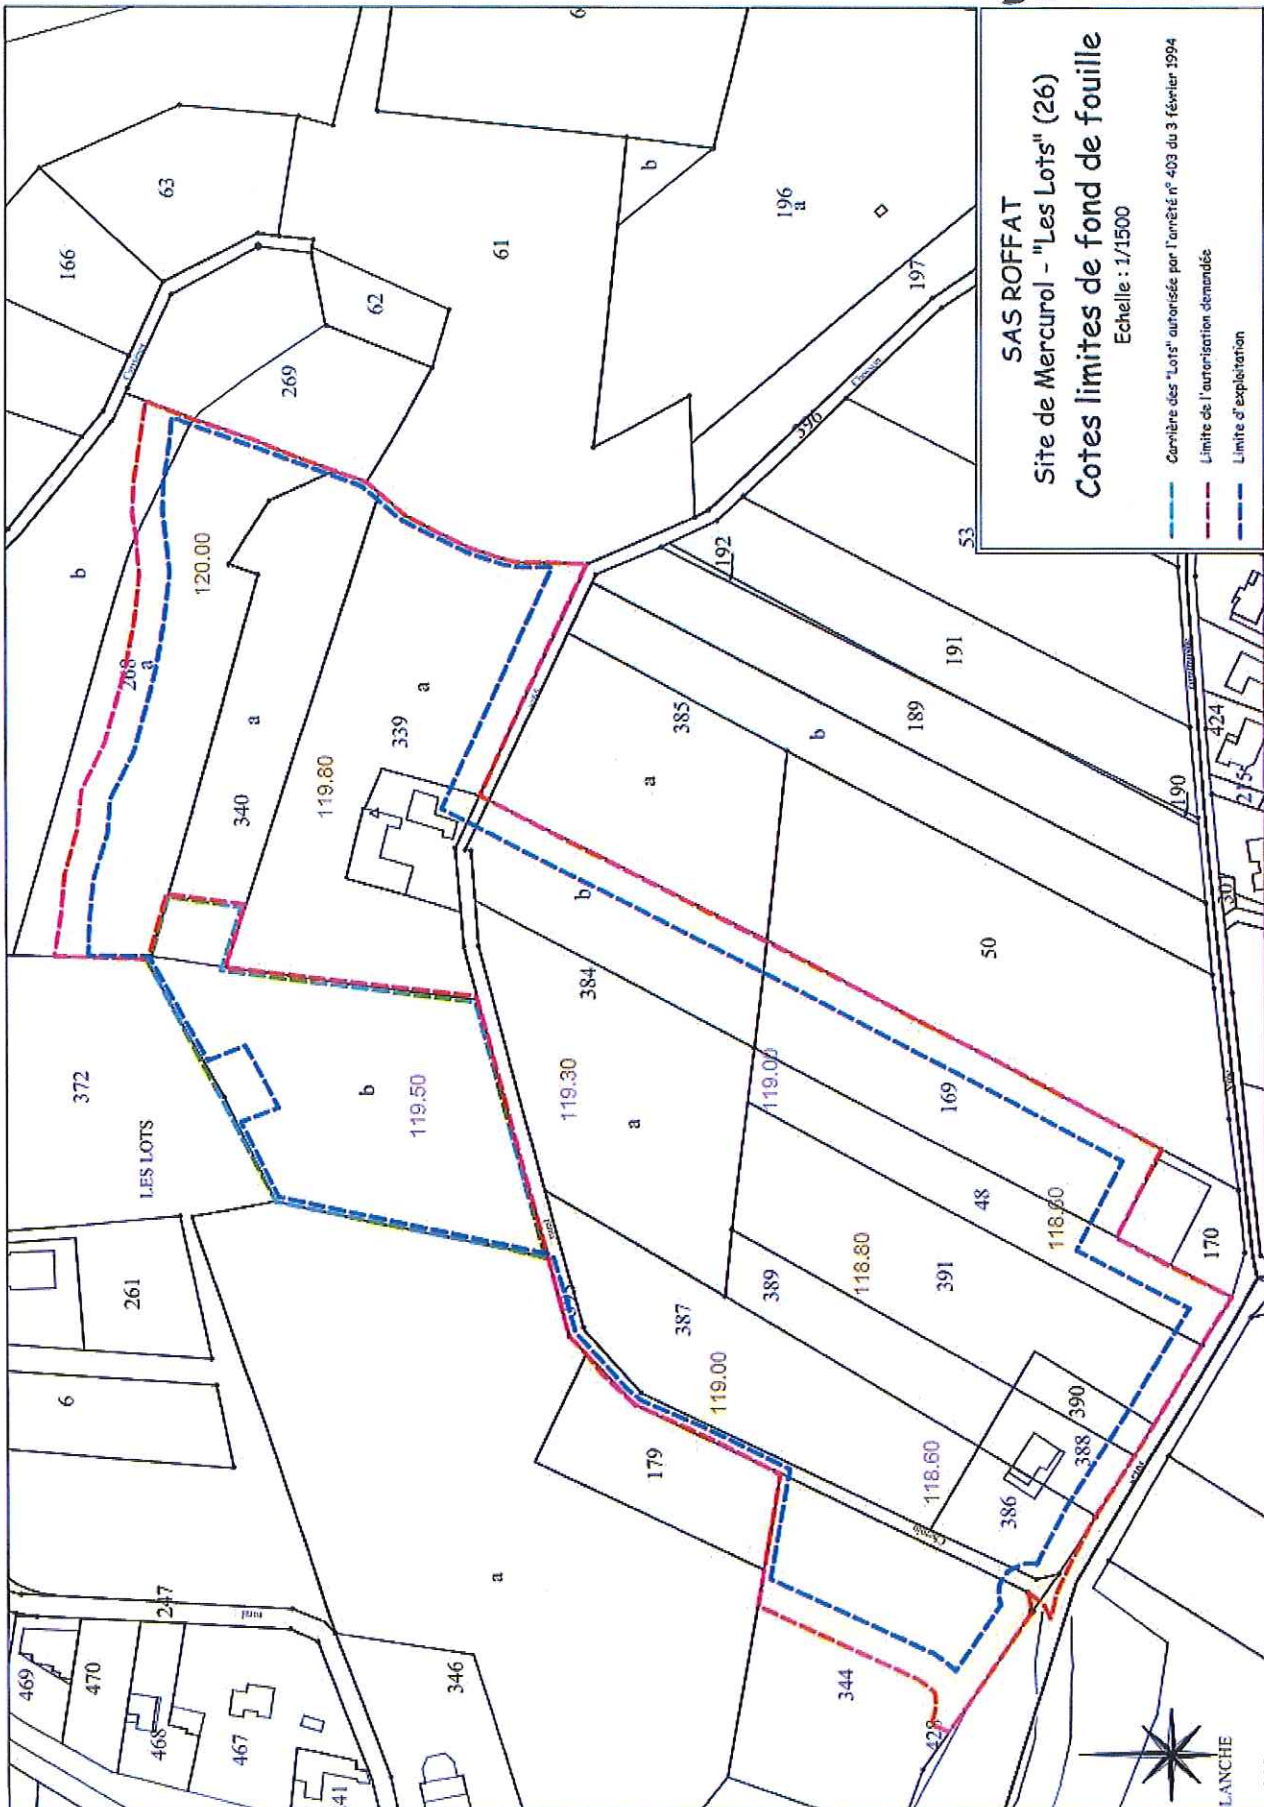 SAS ROFFAT
Site de Mercurol - "Les Lots" (26)
Cotes limites de fond de fouille
Echelle : 1/1500
Carrière des "Lots" autorisée par l'arrêté n° 403 du 3 février 1994
Limite de l'autorisation demandée
Limite d'exploitation
469
470
468
467
247
6
261
LES LOTS
372
b
166
63
62
61
269
268
a
120.00
340
a
339
a
119.80
b
119.50
346
a
179
344
428
387
119.00
118.60
386
388
390
389
118.80
391
118.60
48
169
119.00
a
119.30
384
b
a
385
b
50
170
189
190
191
192
396
197
196
a
b
53
424
215
Chemin
rural
LANCHE